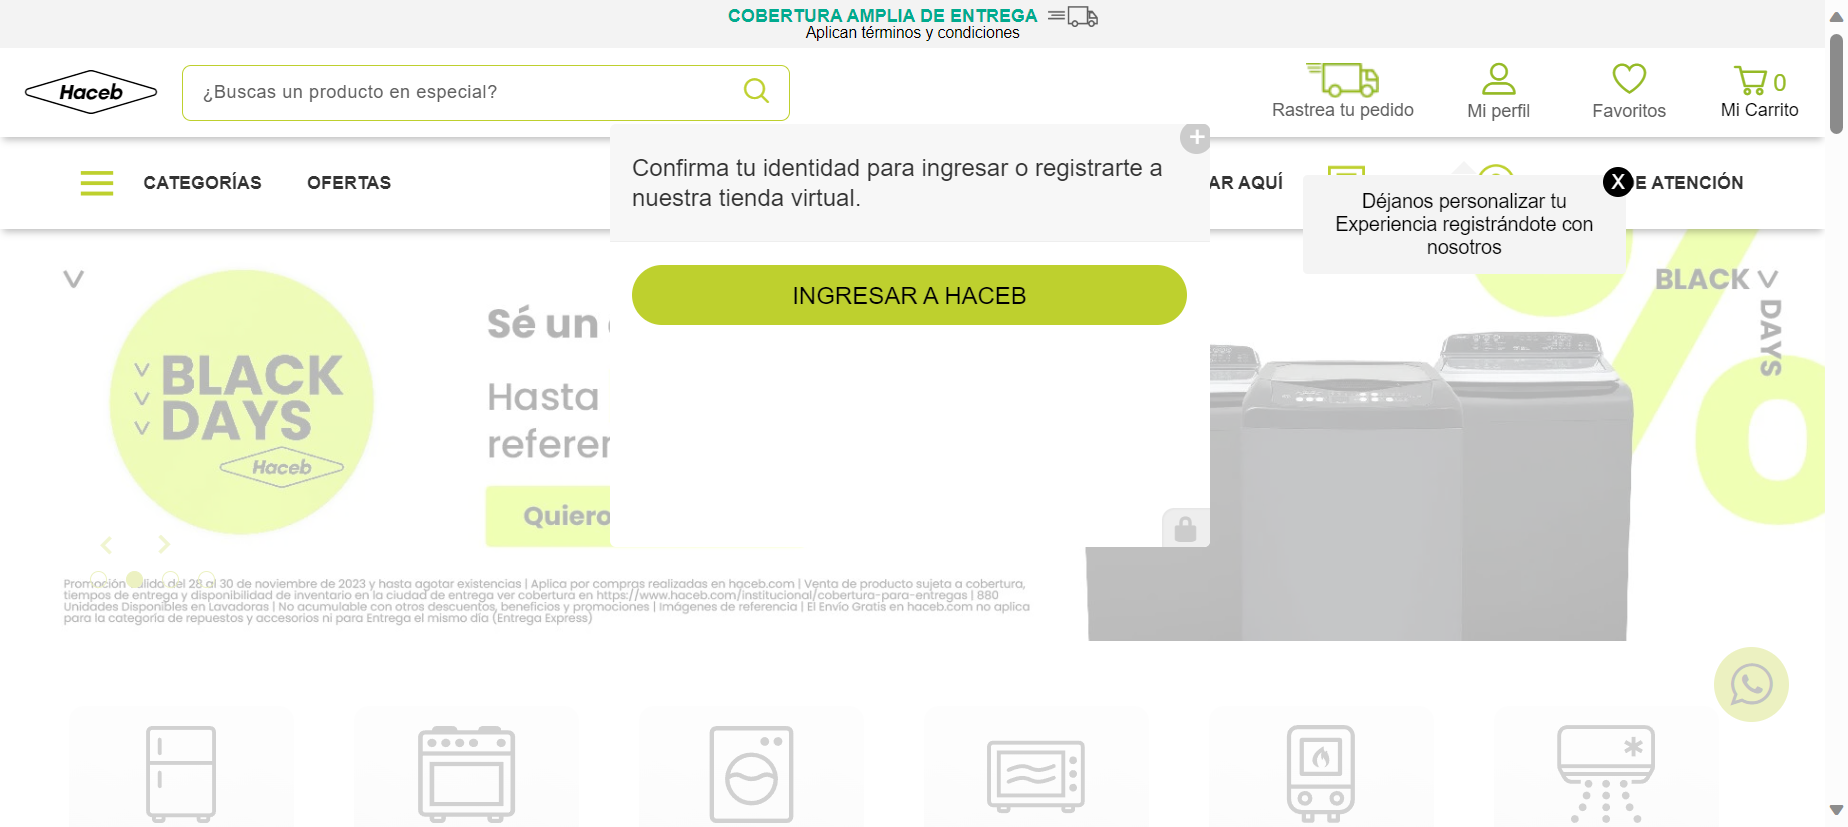 COBERTURA AMPLIA DE ENTREGA
Aplican términos y condiciones
Haceb
¿Buscas un producto en especial?
Rastrea tu pedido
Mi perfil
Favoritos
0
Mi Carrito
CATEGORÍAS
OFERTAS
AR AQUÍ
E ATENCIÓN
Confirma tu identidad para ingresar o registrarte a
nuestra tienda virtual.
INGRESAR A HACEB
X
Déjanos personalizar tu
Experiencia registrándote con
nosotros
BLACK
DAYS
BLACK
DAYS
Haceb
Sé un
Hasta
referen
Quiero
%
Promoción válida del 28 al 30 de noviembre de 2023 y hasta agotar existencias | Aplica por compras realizadas en haceb.com | Venta de producto sujeta a cobertura,
tiempos de entrega y disponibilidad de inventario en la ciudad de entrega ver cobertura en https://www.haceb.com/institucional/cobertura-para-entregas | 880
Unidades Disponibles en Lavadoras | No acumulable con otros descuentos, beneficios y promociones | Imágenes de referencia | El Envío Gratis en haceb.com no aplica
para la categoría de repuestos y accesorios ni para Entrega el mismo día (Entrega Express)